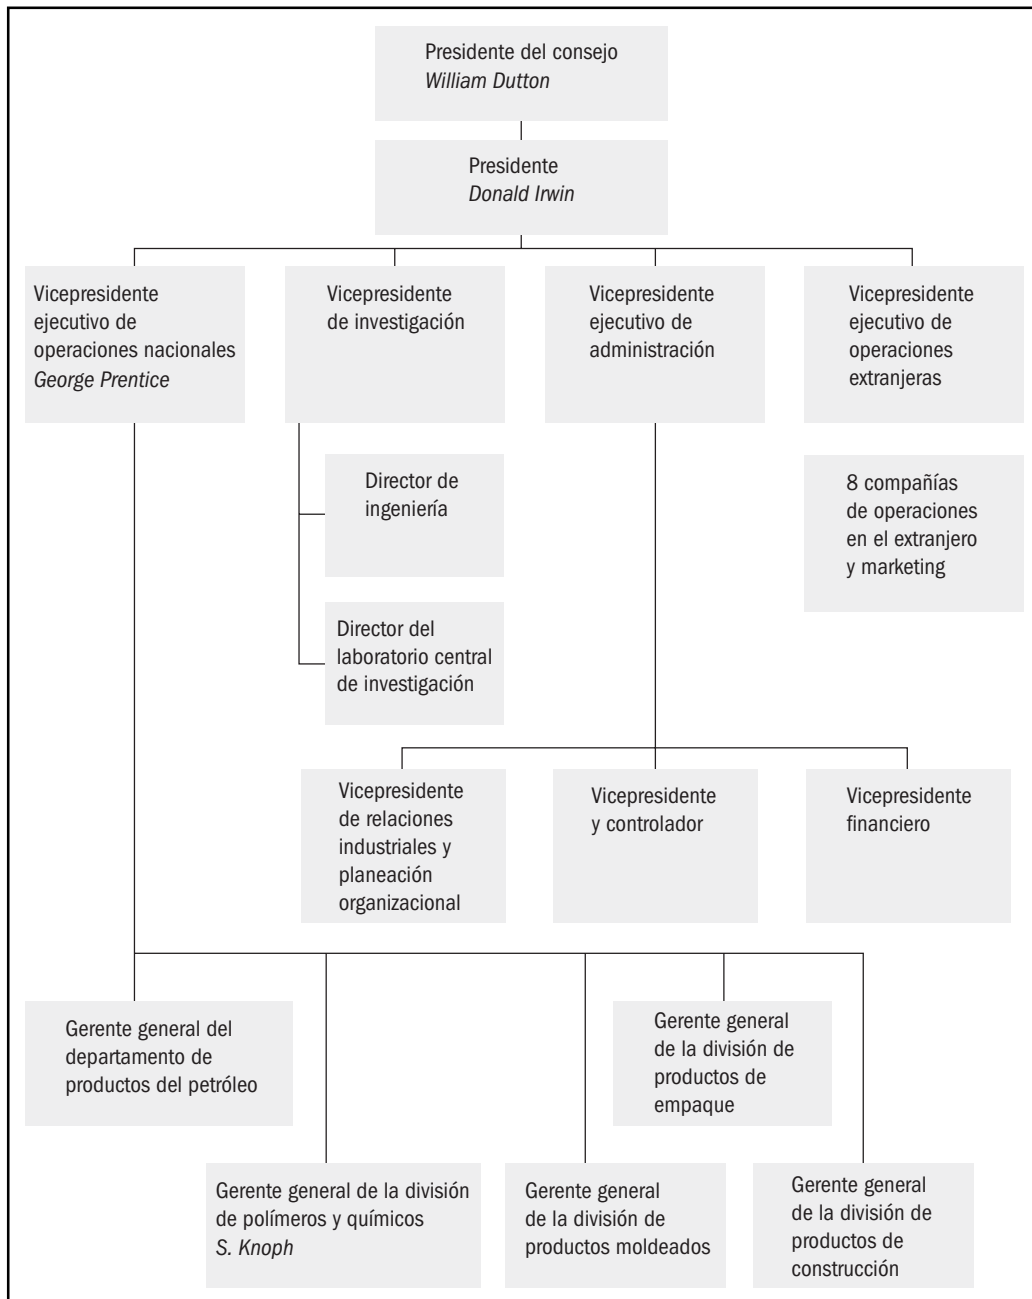 Presidente del consejo
William Dutton
Presidente
Donald Irwin
Vicepresidente
ejecutivo de
operaciones nacionales
George Prentice
Vicepresidente
de investigación
Vicepresidente
ejecutivo de
administración
Vicepresidente
ejecutivo de
operaciones
extranjeras
Director de
ingeniería
8 compañías
de operaciones
en el extranjero
y marketing
Director del
laboratorio central
de investigación
Vicepresidente
de relaciones
industriales y
planeación
organizacional
Vicepresidente
y controlador
Vicepresidente
financiero
Gerente general del
departamento de
productos del petróleo
Gerente general
de la división de
productos de
empaque
Gerente general de la división
de polímeros y químicos
S. Knoph
Gerente general
de la división de
productos moldeados
Gerente general
de la división de
productos de
construcción